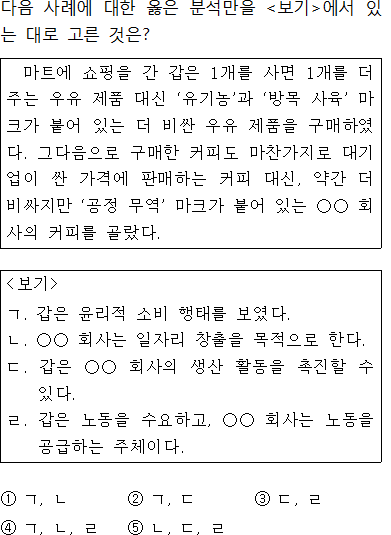 다음 사례에 대한 옳은 분석만을 <보기>에서 있
는 대로 고른 것은?
마트에 쇼핑을 간 갑은 1개를 사면 1개를 더
주는 우유 제품 대신 ‘유기농’과 ‘방목 사육’ 마
크가 붙어 있는 더 비싼 우유 제품을 구매하였
다. 그다음으로 구매한 커피도 마찬가지로 대기
업이 싼 가격에 판매하는 커피 대신, 약간 더
비싸지만 ‘공정 무역’ 마크가 붙어 있는 ○○ 회
사의 커피를 골랐다.
<보기>
ㄱ. 갑은 윤리적 소비 행태를 보였다.
ㄴ. ○○ 회사는 일자리 창출을 목적으로 한다.
ㄷ. 갑은 ○○ 회사의 생산 활동을 촉진할 수
있다.
ㄹ. 갑은 노동을 수요하고, ○○ 회사는 노동을
공급하는 주체이다.
① ㄱ, ㄴ ② ㄱ, ㄷ ③ ㄷ, ㄹ
④ ㄱ, ㄴ, ㄹ ⑤ ㄴ, ㄷ, ㄹ